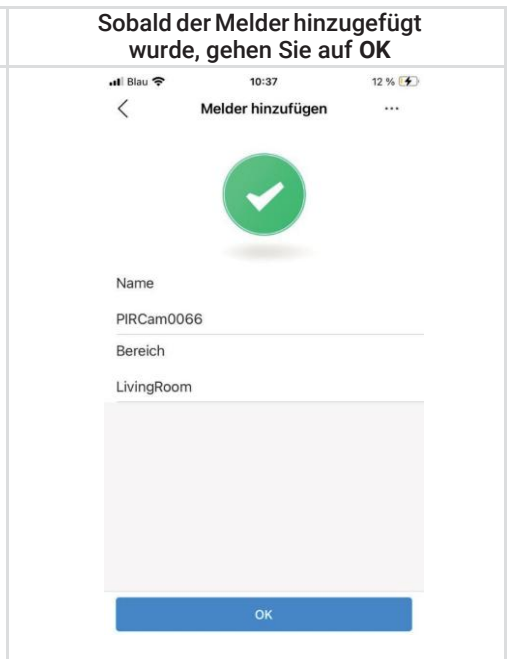 Sobald der Melder hinzugefügt
wurde, gehen Sie auf OK
Blau 10:37 12 %
Melder hinzufügen ...
Name
PIRCam0066
Bereich
LivingRoom
OK